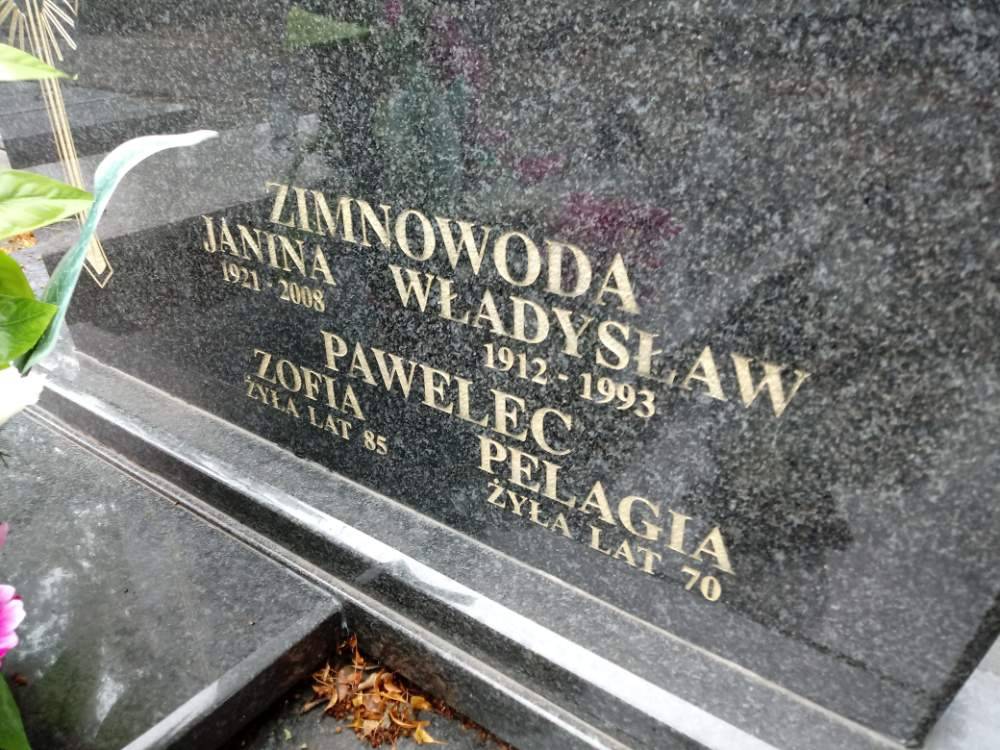 ZIMNOWODA
JANINA WŁADYSŁAW
1921 - 2008 1912 - 1993
PAWELEC
ZOFIA PELAGIA
ŻYŁA LAT 85 ŻYŁA LAT 70